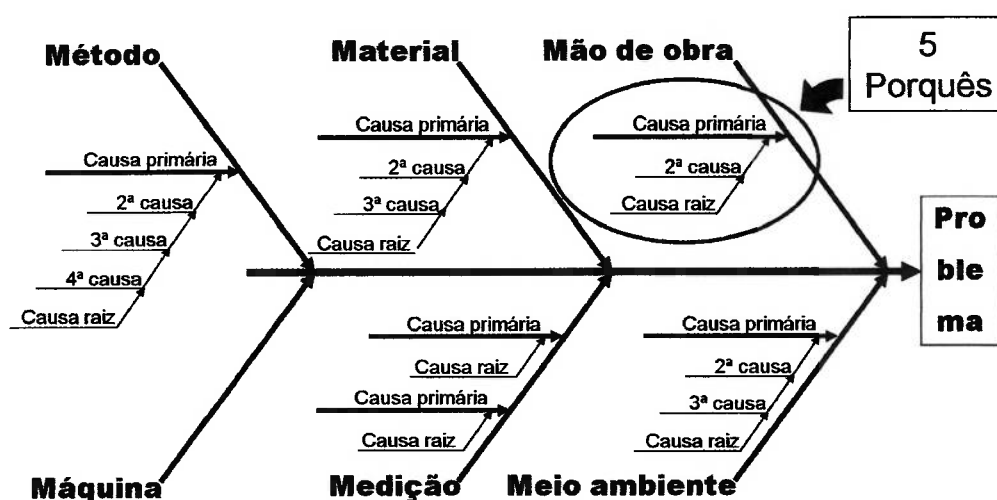 Método
Material
Mão de obra
5
Porquês
Causa primária
2ª causa
3ª causa
4ª causa
Causa raiz
Causa primária
2ª causa
3ª causa
Causa raiz
Causa primária
2ª causa
Causa raiz
Pro
ble
ma
Causa primária
Causa raiz
Causa primária
Causa raiz
Causa primária
2ª causa
3ª causa
Causa raiz
Máquina
Medição
Meio ambiente